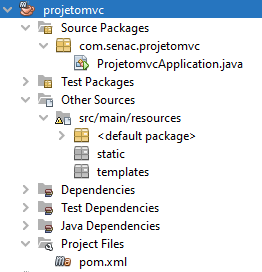 projetomvc
Source Packages
com.senac.projetomvc
ProjetomvcApplication.java
Test Packages
Other Sources
src/main/resources
<default package>
static
templates
Dependencies
Test Dependencies
Java Dependencies
Project Files
pom.xml